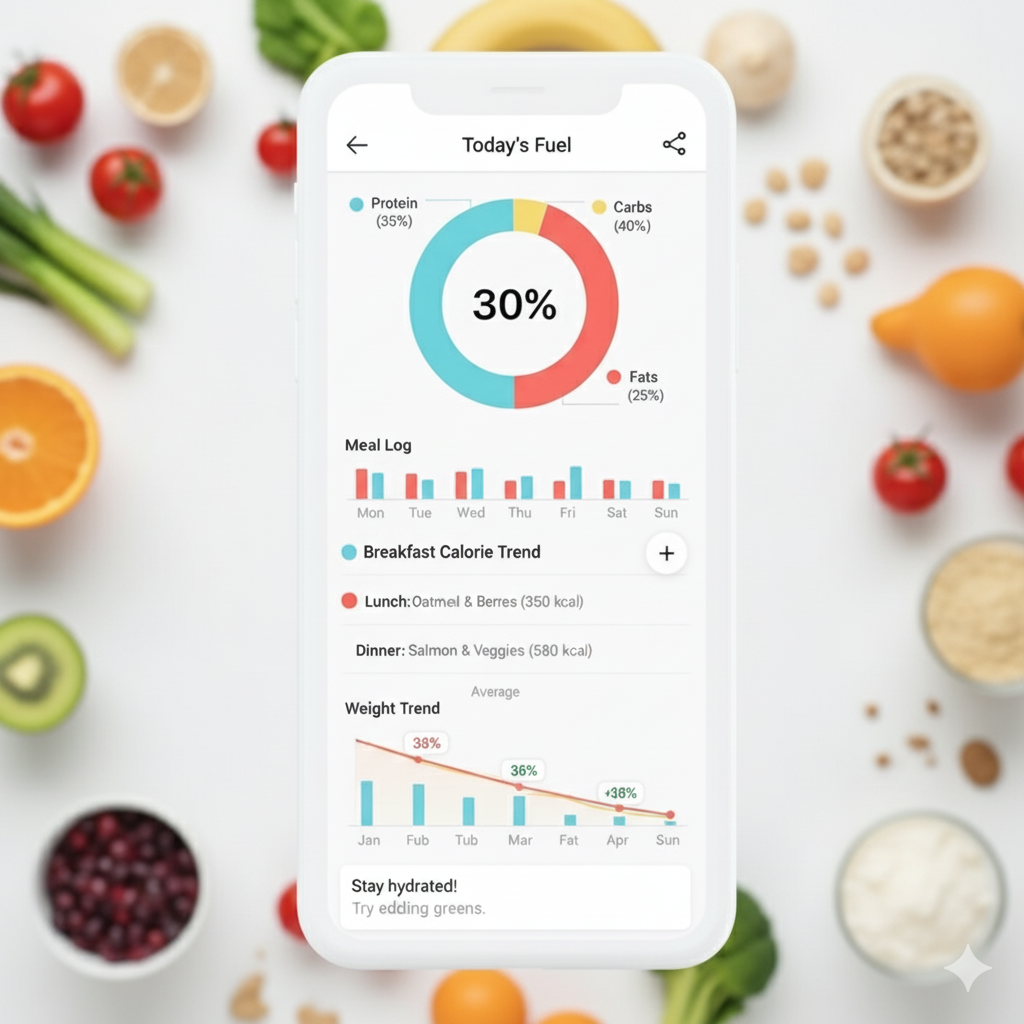 Today's Fuel
Protein
(35%)
Carbs
(40%)
30%
Fats
(25%)
Meal Log
Mon Tue Wed Thu Fri Sat Sun
Breakfast Calorie Trend
+
Lunch: Oatmel & Berres (350 kcal)
Dinner: Salmon & Veggies (580 kcal)
Average
Weight Trend
38%
36%
+36%
Jan Fub Tub Mar Fat Apr Sun
Stay hydrated!
Try edding greens.